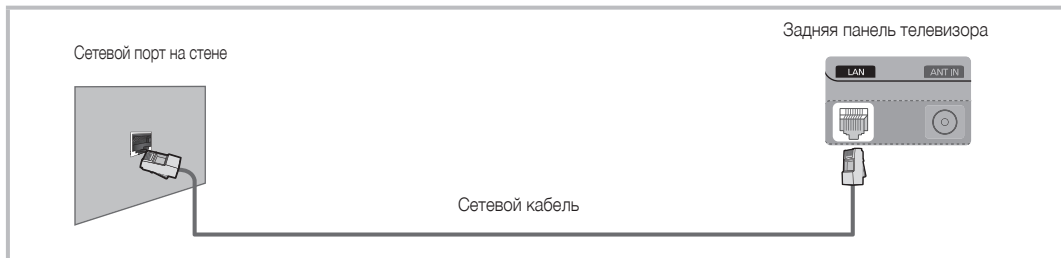 Задняя панель телевизора
Сетевой порт на стене
LAN
ANT IN
Сетевой кабель